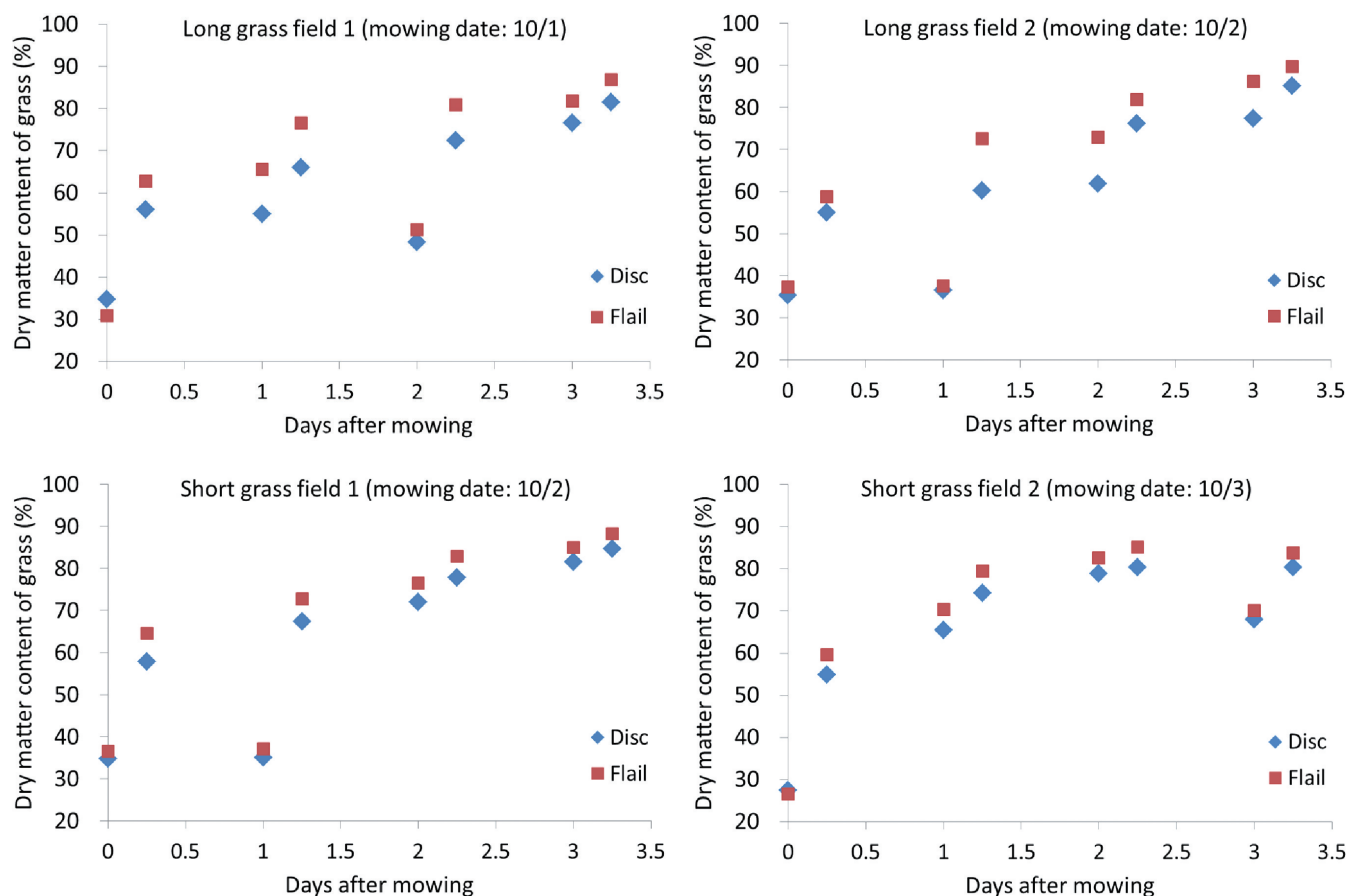 Long grass field 1 (mowing date: 10/1)
Dry matter content of grass (%)
100
90
80
70
60
50
40
30
20
Disc
Flail
0 0.5 1 1.5 2 2.5 3 3.5
Days after mowing
Long grass field 2 (mowing date: 10/2)
Dry matter content of grass (%)
100
90
80
70
60
50
40
30
20
Disc
Flail
0 0.5 1 1.5 2 2.5 3 3.5
Days after mowing
Short grass field 1 (mowing date: 10/2)
Dry matter content of grass (%)
100
90
80
70
60
50
40
30
20
Disc
Flail
0 0.5 1 1.5 2 2.5 3 3.5
Days after mowing
Short grass field 2 (mowing date: 10/3)
Dry matter content of grass (%)
100
90
80
70
60
50
40
30
20
Disc
Flail
0 0.5 1 1.5 2 2.5 3 3.5
Days after mowing